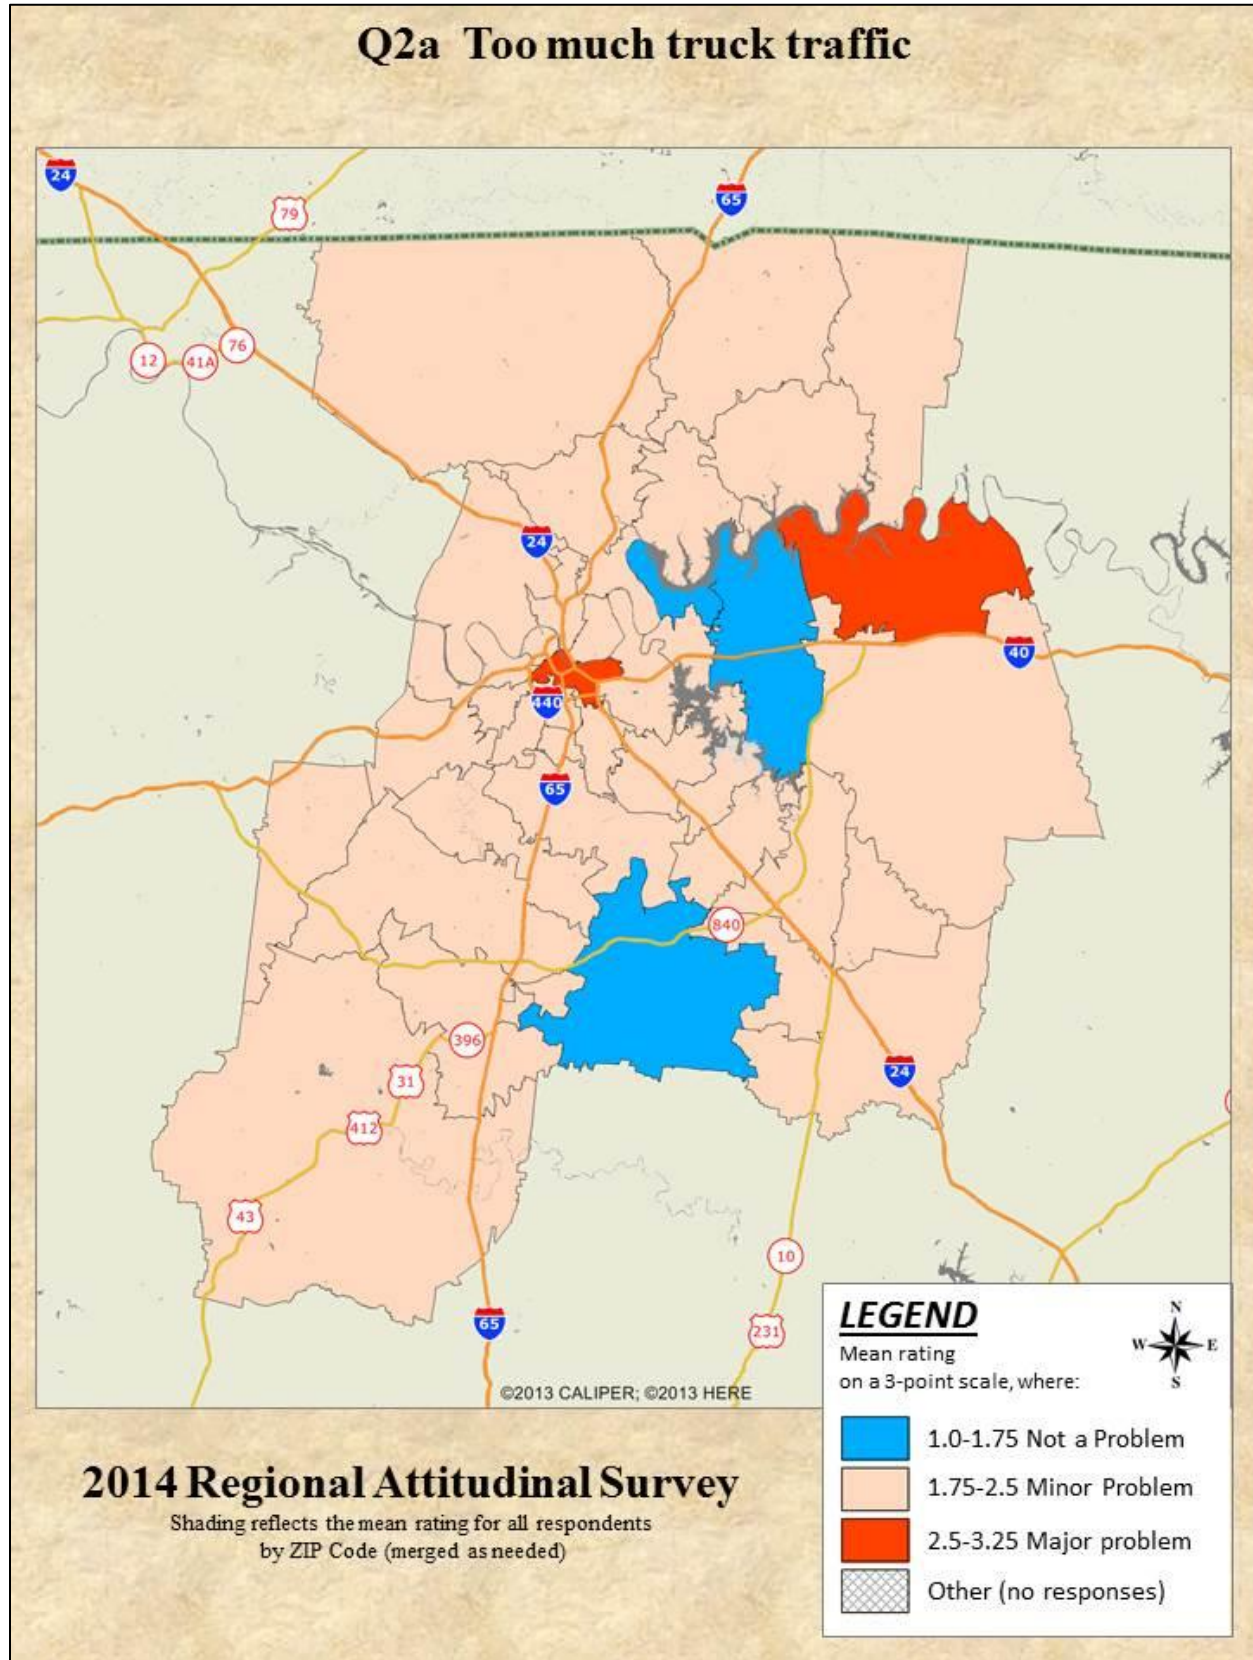 Q2a Too much truck traffic
24
79
65
12
41A
76
24
40
440
65
840
396
31
24
412
43
10
231
65
©2013 CALIPER; ©2013 HERE
LEGEND
Mean rating
on a 3-point scale, where:
N
W E
S
1.0-1.75 Not a Problem
1.75-2.5 Minor Problem
2.5-3.25 Major problem
Other (no responses)
2014 Regional Attitudinal Survey
Shading reflects the mean rating for all respondents
by ZIP Code (merged as needed)